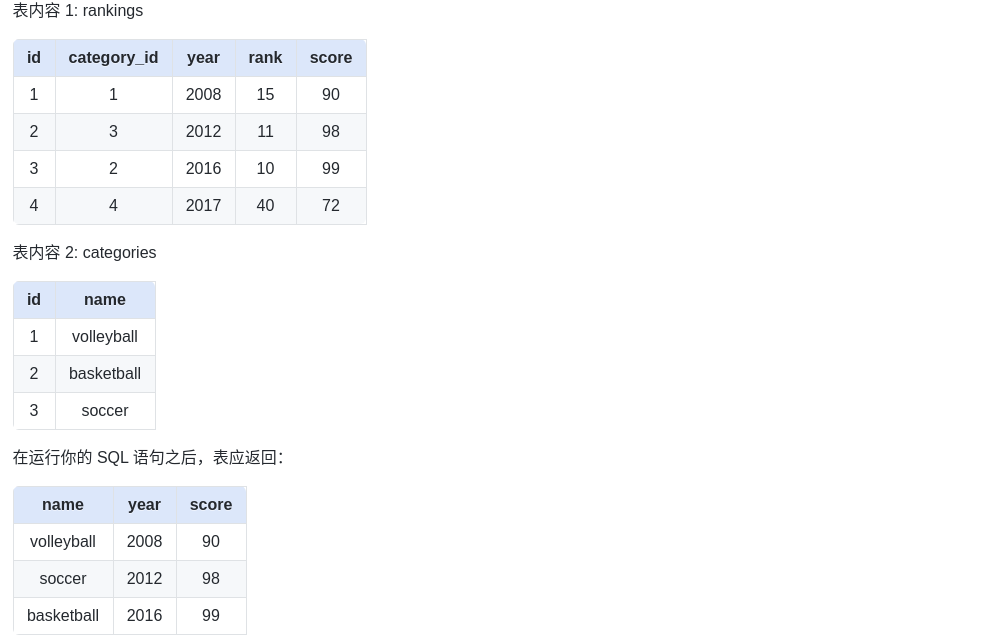 表内容 1: rankings
id category_id year rank score
1 1 2008 15 90
2 3 2012 11 98
3 2 2016 10 99
4 4 2017 40 72
表内容 2: categories
id name
1 volleyball
2 basketball
3 soccer
在运行你的 SQL 语句之后，表应返回：
name year score
volleyball 2008 90
soccer 2012 98
basketball 2016 99